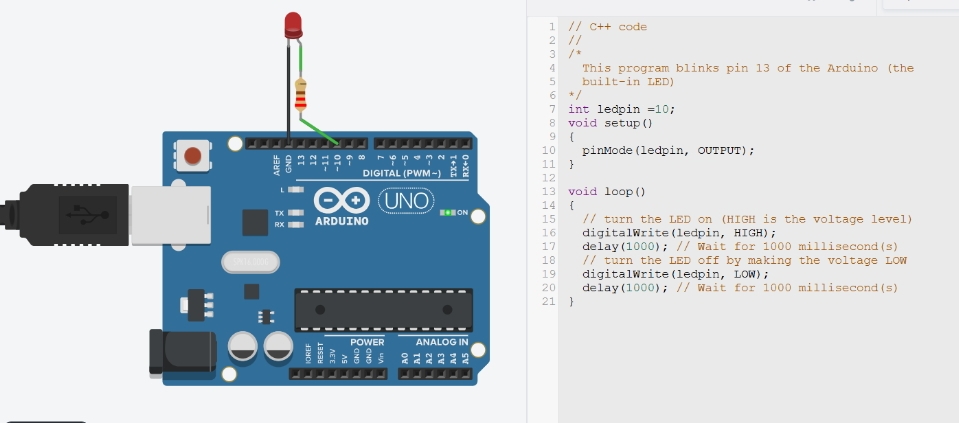 AREF
GND
13
12
~11
~10
~9
8
7
~6
~5
4
~3
2
TX→1
RX←0
DIGITAL (PWM~)
L
TX
RX
ARDUINO
UNO
ON
POWER
ANALOG IN
IOREF
RESET
3.3V
5V
GND
GND
Vin
A0
A1
A2
A3
A4
A5
1 // C++ code
2 //
3 /*
4 This program blinks pin 13 of the Arduino (the
5 built-in LED)
6 */
7 int ledpin =10;
8 void setup()
9 {
10 pinMode(ledpin, OUTPUT);
11 }
12
13 void loop()
14 {
15 // turn the LED on (HIGH is the voltage level)
16 digitalWrite(ledpin, HIGH);
17 delay(1000); // Wait for 1000 millisecond(s)
18 // turn the LED off by making the voltage LOW
19 digitalWrite(ledpin, LOW);
20 delay(1000); // Wait for 1000 millisecond(s)
21 }